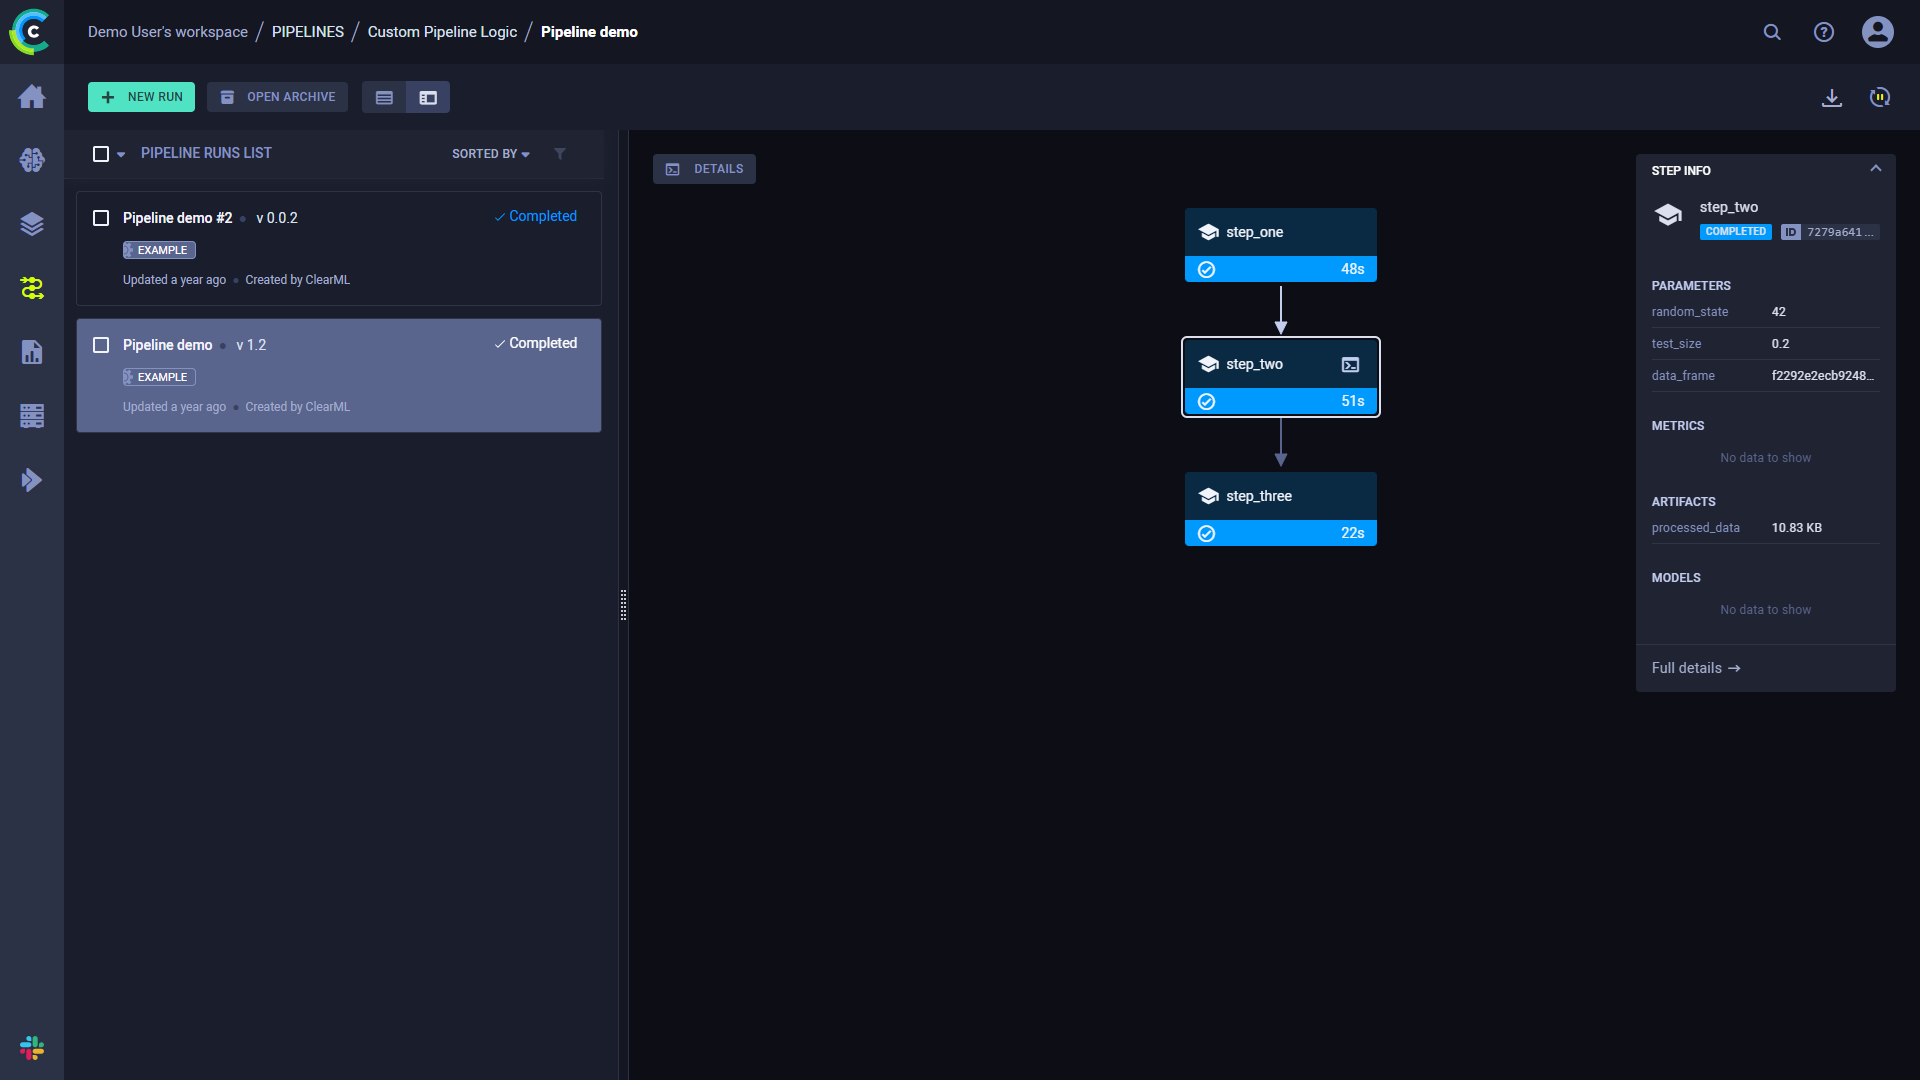 Demo User's workspace / PIPELINES / Custom Pipeline Logic / Pipeline demo
NEW RUN
OPEN ARCHIVE
PIPELINE RUNS LIST
SORTED BY
Pipeline demo #2 • v 0.0.2
Completed
EXAMPLE
Updated a year ago • Created by ClearML
Pipeline demo • v 1.2
Completed
EXAMPLE
Updated a year ago • Created by ClearML
DETAILS
step_one
48s
step_two
51s
step_three
22s
STEP INFO
step_two
COMPLETED
ID 7279a641...
PARAMETERS
random_state 42
test_size 0.2
data_frame f2292e2ecb9248...
METRICS
No data to show
ARTIFACTS
processed_data 10.83 KB
MODELS
No data to show
Full details →